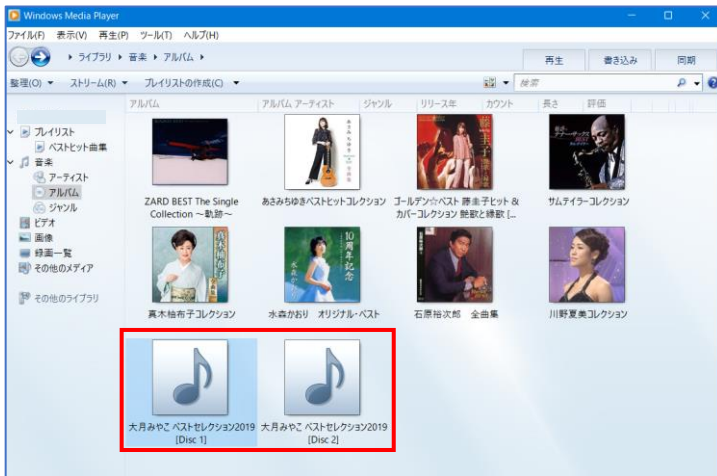 Windows Media Player
ファイル(F) 表示(V) 再生(P) ツール(T) ヘルプ(H)
ライブラリ 音楽 アルバム
再生 書き込み 同期
整理(O) ストリーム(R) プレイリストの作成(C) 検索
アルバム アルバム アーティスト ジャンル リリース年 カウント 長さ 評価
プレイリスト
ベストヒット曲集
音楽
アーティスト
アルバム
ジャンル
ビデオ
画像
録画一覧
その他のメディア
その他のライブラリ
ZARD BEST The Single
Collection ~軌跡~
あさみちゆきベストヒットコレクション
ゴールデン☆ベスト 藤圭子ヒット &
カバーコレクション 艶歌と縁歌 [...
サムテイラーコレクション
真木柚布子コレクション
10周年記念
水森かおり
水森かおり オリジナル・ベスト
石原裕次郎 全曲集
川野夏美コレクション
大月みやこ ベストセレクション2019
[Disc 1]
大月みやこ ベストセレクション2019
[Disc 2]